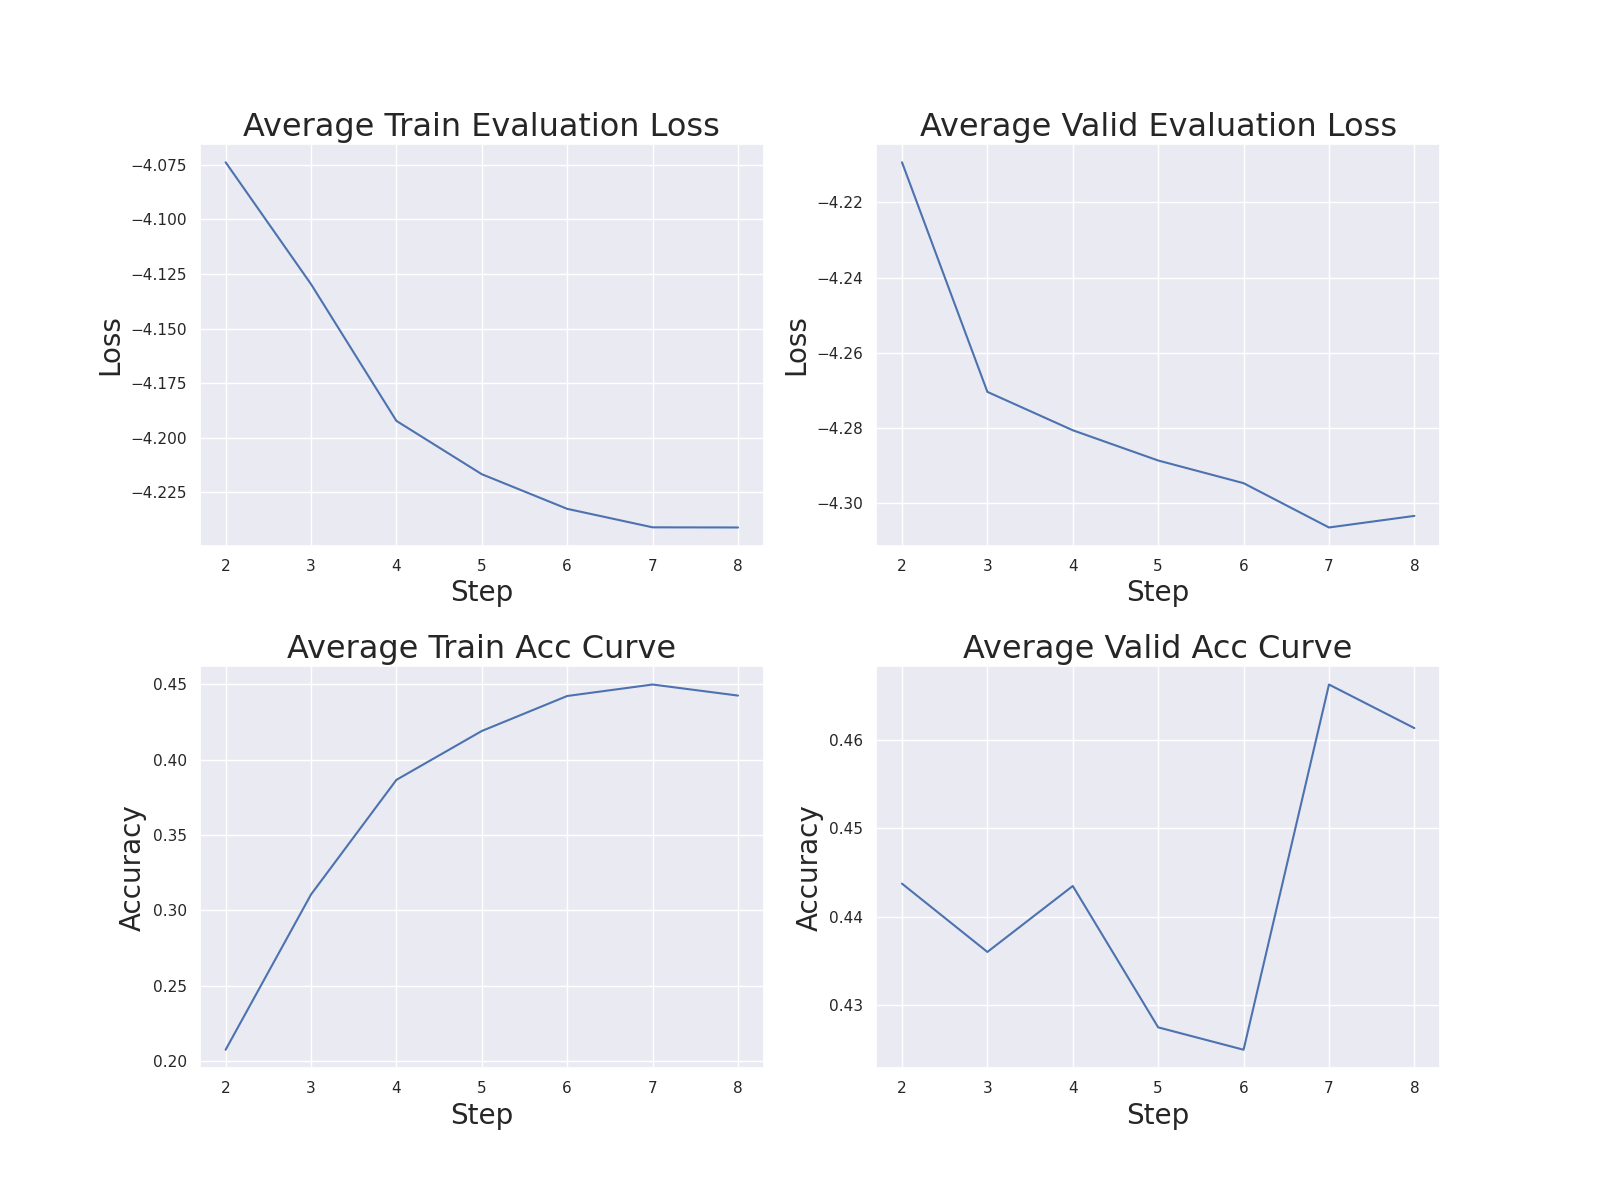 Average Train Evaluation Loss
Average Valid Evaluation Loss
−4.075
−4.100
−4.125
−4.150
−4.175
−4.200
−4.225
Loss
2 3 4 5 6 7 8
Step
−4.22
−4.24
−4.26
−4.28
−4.30
Loss
2 3 4 5 6 7 8
Step
Average Train Acc Curve
Average Valid Acc Curve
0.45
0.40
0.35
0.30
0.25
0.20
Accuracy
2 3 4 5 6 7 8
Step
0.46
0.45
0.44
0.43
Accuracy
2 3 4 5 6 7 8
Step